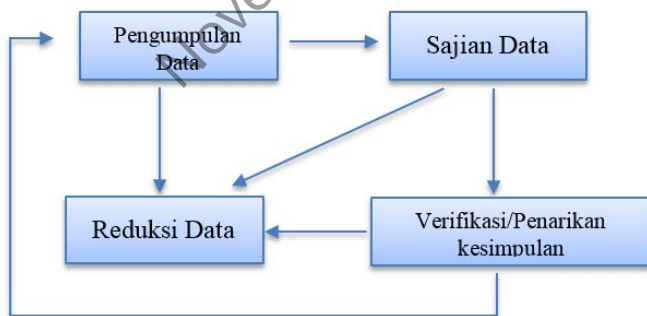 Pengumpulan
Data
Sajian Data
Reduksi Data
Verifikasi/Penarikan
kesimpulan